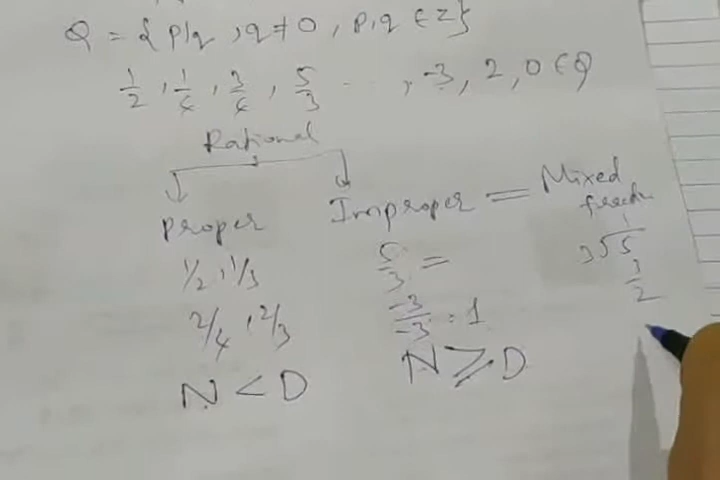 Q = { p/q , q ≠ 0 , p, q ∈ Z }
1/2 , 1/4 , 3/4 , 5/3 . . . , -3 , 2 , 0 ∈ Q
Rational
Proper
1/2 , 1/3
2/4 , 2/3
N < D
Improper = Mixed
5/3 =
-3/-3 = 1
N ≥ D
1
3 √5
3
2